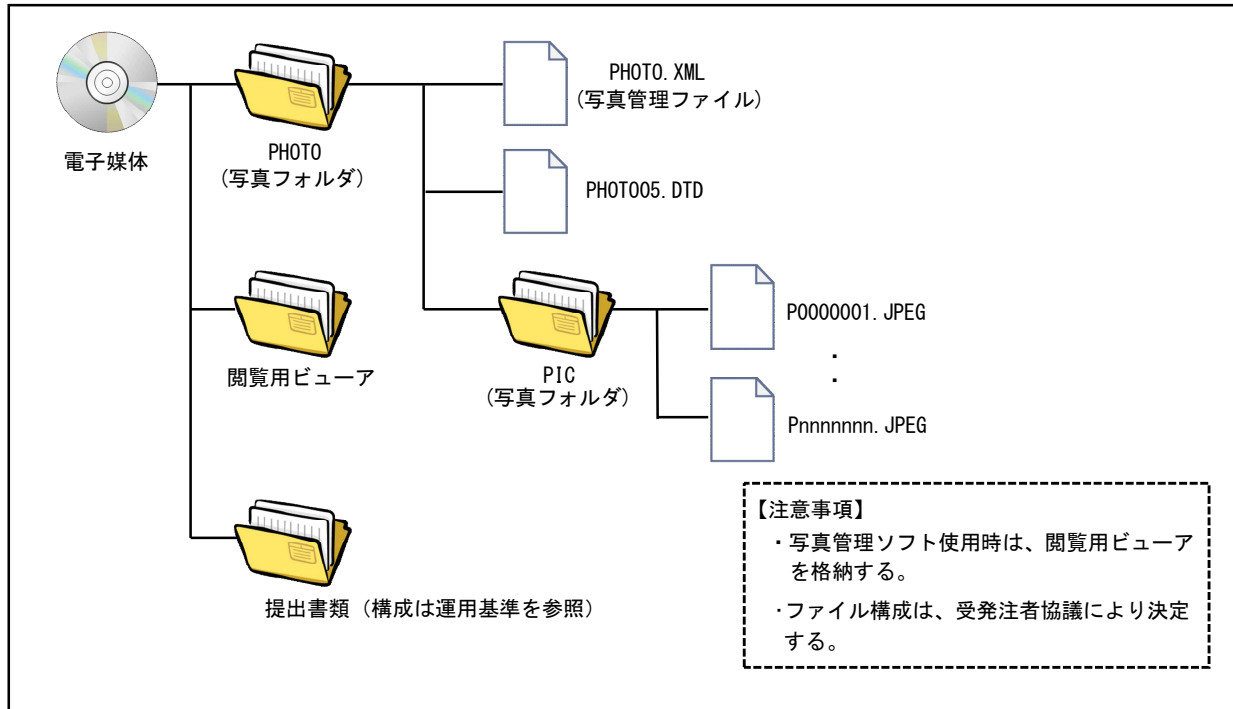 電子媒体
PHOTO
(写真フォルダ)
PHOTO.XML
(写真管理ファイル)
PHOTO05.DTD
閲覧用ビューア
PIC
(写真フォルダ)
P0000001.JPEG
・
・
Pnnnnnnn.JPEG
提出書類（構成は運用基準を参照）
【注意事項】
・写真管理ソフト使用時は、閲覧用ビューア
を格納する。
・ファイル構成は、受発注者協議により決定
する。